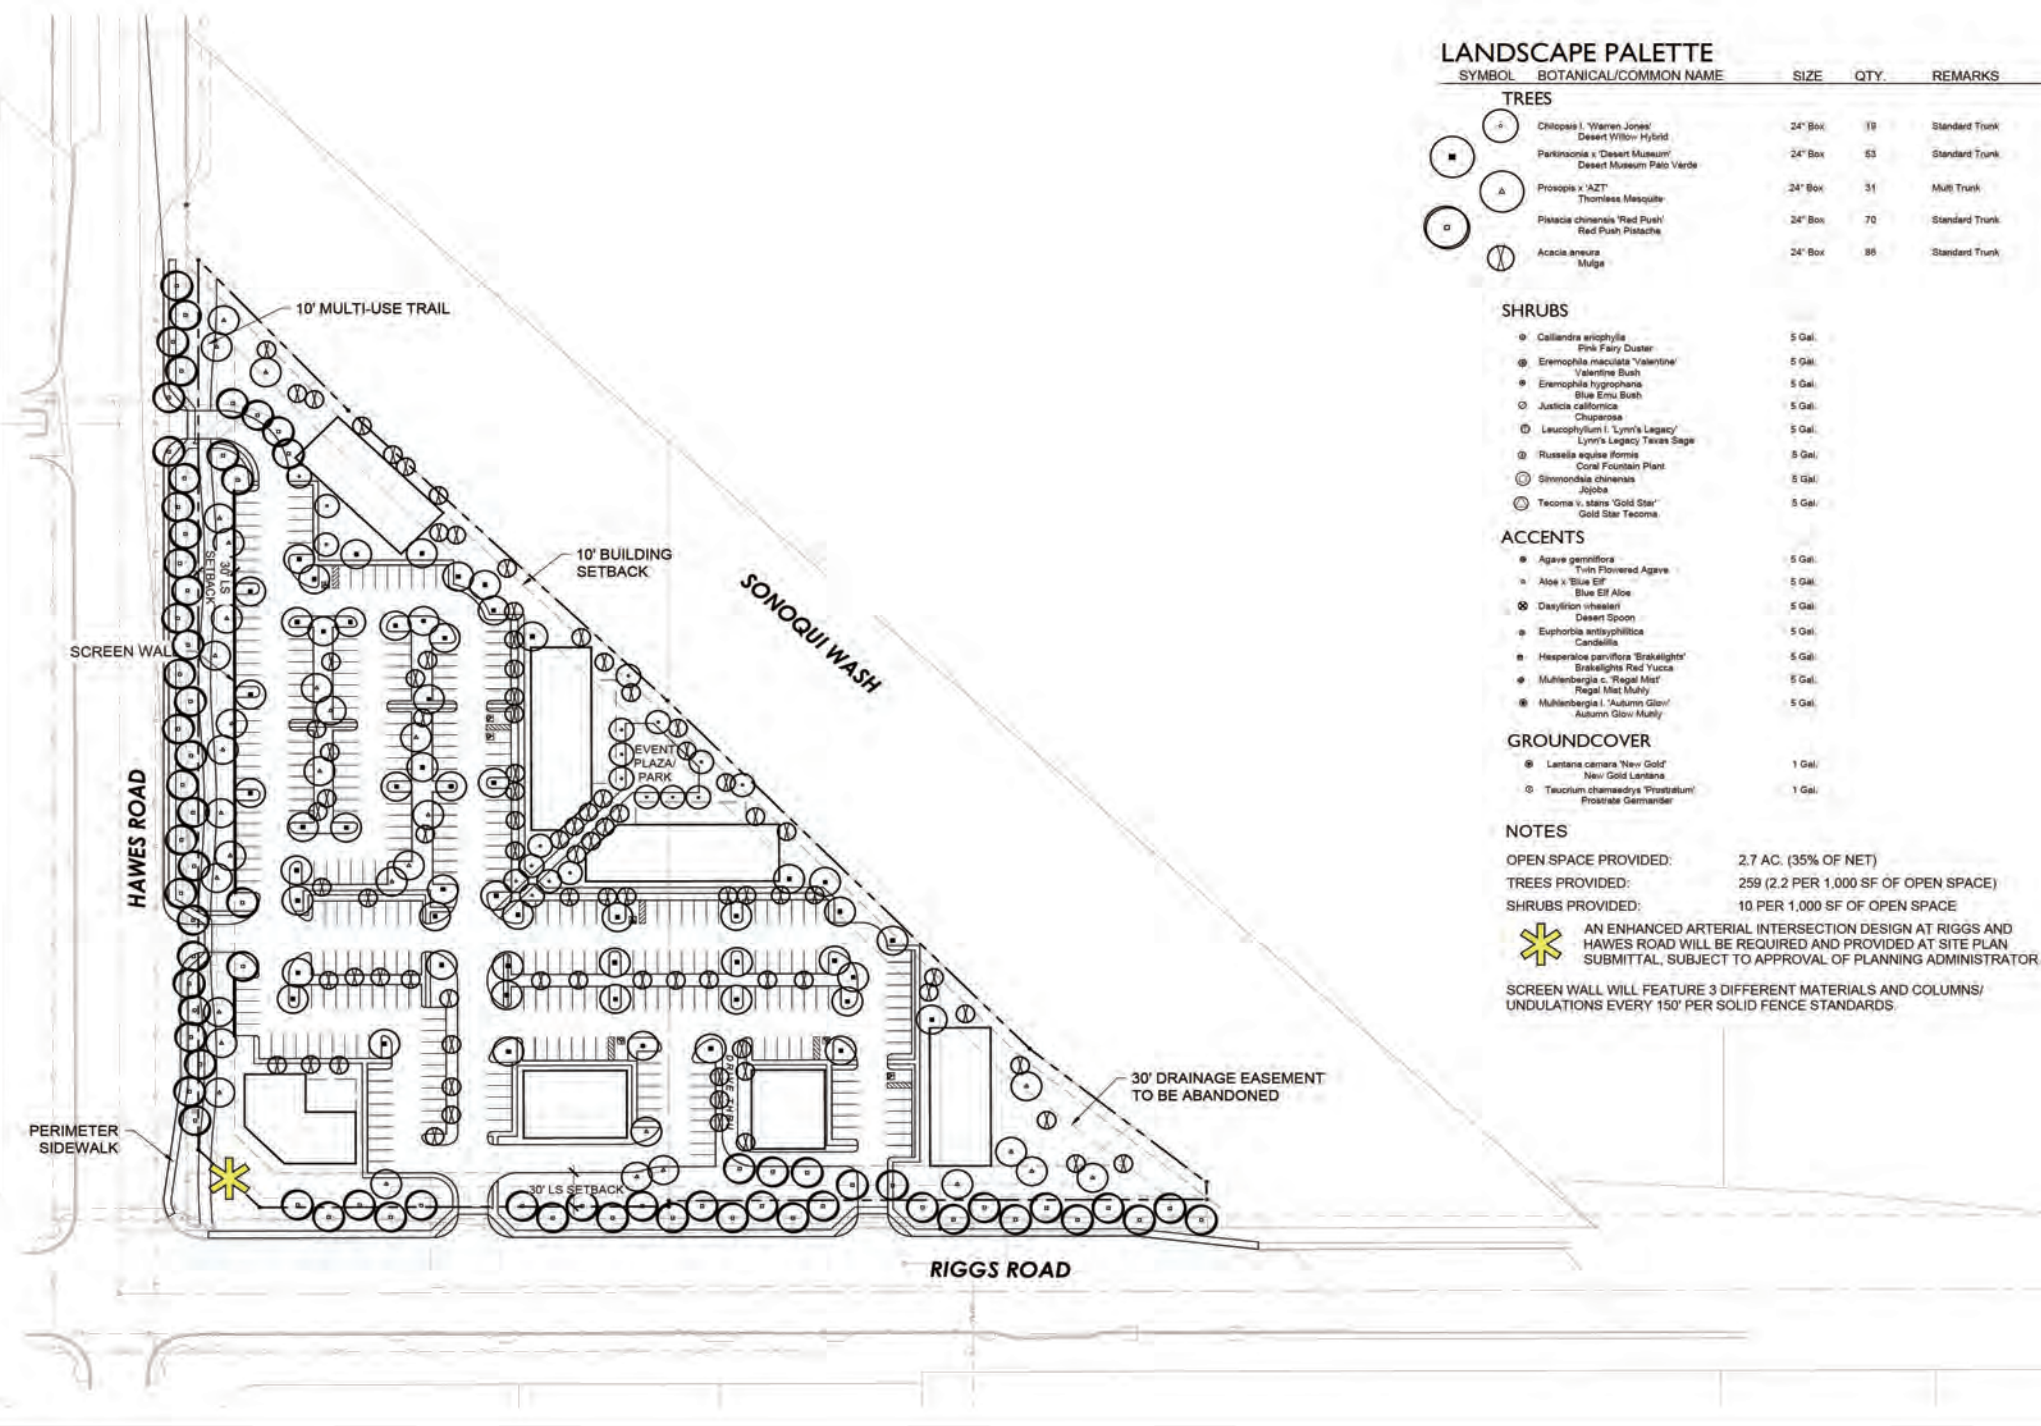 LANDSCAPE PALETTE
SYMBOL BOTANICAL/COMMON NAME SIZE QTY. REMARKS
TREES
Chilopsis l. 'Warren Jones' 24" Box 19 Standard Trunk
Desert Willow Hybrid
Parkinsonia x 'Desert Museum' 24" Box 53 Standard Trunk
Desert Museum Palo Verde
Prosopis x 'AZT' 24" Box 31 Multi Trunk
Thornless Mesquite
Pistacia chinensis 'Red Push' 24" Box 70 Standard Trunk
Red Push Pistache
Acacia aneura 24" Box 86 Standard Trunk
Mulga
SHRUBS
Calliandra eriophylla 5 Gal.
Pink Fairy Duster
Eremophila maculata 'Valentine' 5 Gal.
Valentine Bush
Eremophila hygrophana 5 Gal.
Blue Emu Bush
Justicia californica 5 Gal.
Chuparosa
Leucophyllum l. 'Lynn's Legacy' 5 Gal.
Lynn's Legacy Texas Sage
Russelia equise iformis 5 Gal.
Coral Fountain Plant
Simmondsia chinensis 5 Gal.
Jojoba
Tecoma v. stans 'Gold Star' 5 Gal.
Gold Star Tecoma
ACCENTS
Agave gemniflora 5 Gal.
Twin Flowered Agave
Aloe x 'Blue Elf' 5 Gal.
Blue Elf Aloe
Dasylirion wheeleri 5 Gal.
Desert Spoon
Euphorbia antisyphilitica 5 Gal.
Candelilla
Hesperaloe parviflora 'Brakelights' 5 Gal.
Brakelights Red Yucca
Muhlenbergia c. 'Regal Mist' 5 Gal.
Regal Mist Muhly
Muhlenbergia l. 'Autumn Glow' 5 Gal.
Autumn Glow Muhly
GROUNDCOVER
Lantana camara 'New Gold' 1 Gal.
New Gold Lantana
Teucrium chamaedrys 'Prostratum' 1 Gal.
Prostrate Germander
NOTES
OPEN SPACE PROVIDED: 2.7 AC. (35% OF NET)
TREES PROVIDED: 259 (2.2 PER 1,000 SF OF OPEN SPACE)
SHRUBS PROVIDED: 10 PER 1,000 SF OF OPEN SPACE
AN ENHANCED ARTERIAL INTERSECTION DESIGN AT RIGGS AND
HAWES ROAD WILL BE REQUIRED AND PROVIDED AT SITE PLAN
SUBMITTAL, SUBJECT TO APPROVAL OF PLANNING ADMINISTRATOR
SCREEN WALL WILL FEATURE 3 DIFFERENT MATERIALS AND COLUMNS/
UNDULATIONS EVERY 150' PER SOLID FENCE STANDARDS.
10' MULTI-USE TRAIL
10' BUILDING
SETBACK
SONOQUI WASH
30' LS
SETBACK
SCREEN WALL
EVENT
PLAZA/
PARK
HAWES ROAD
DRIVE THRU
30' DRAINAGE EASEMENT
TO BE ABANDONED
PERIMETER
SIDEWALK
30' LS SETBACK
RIGGS ROAD